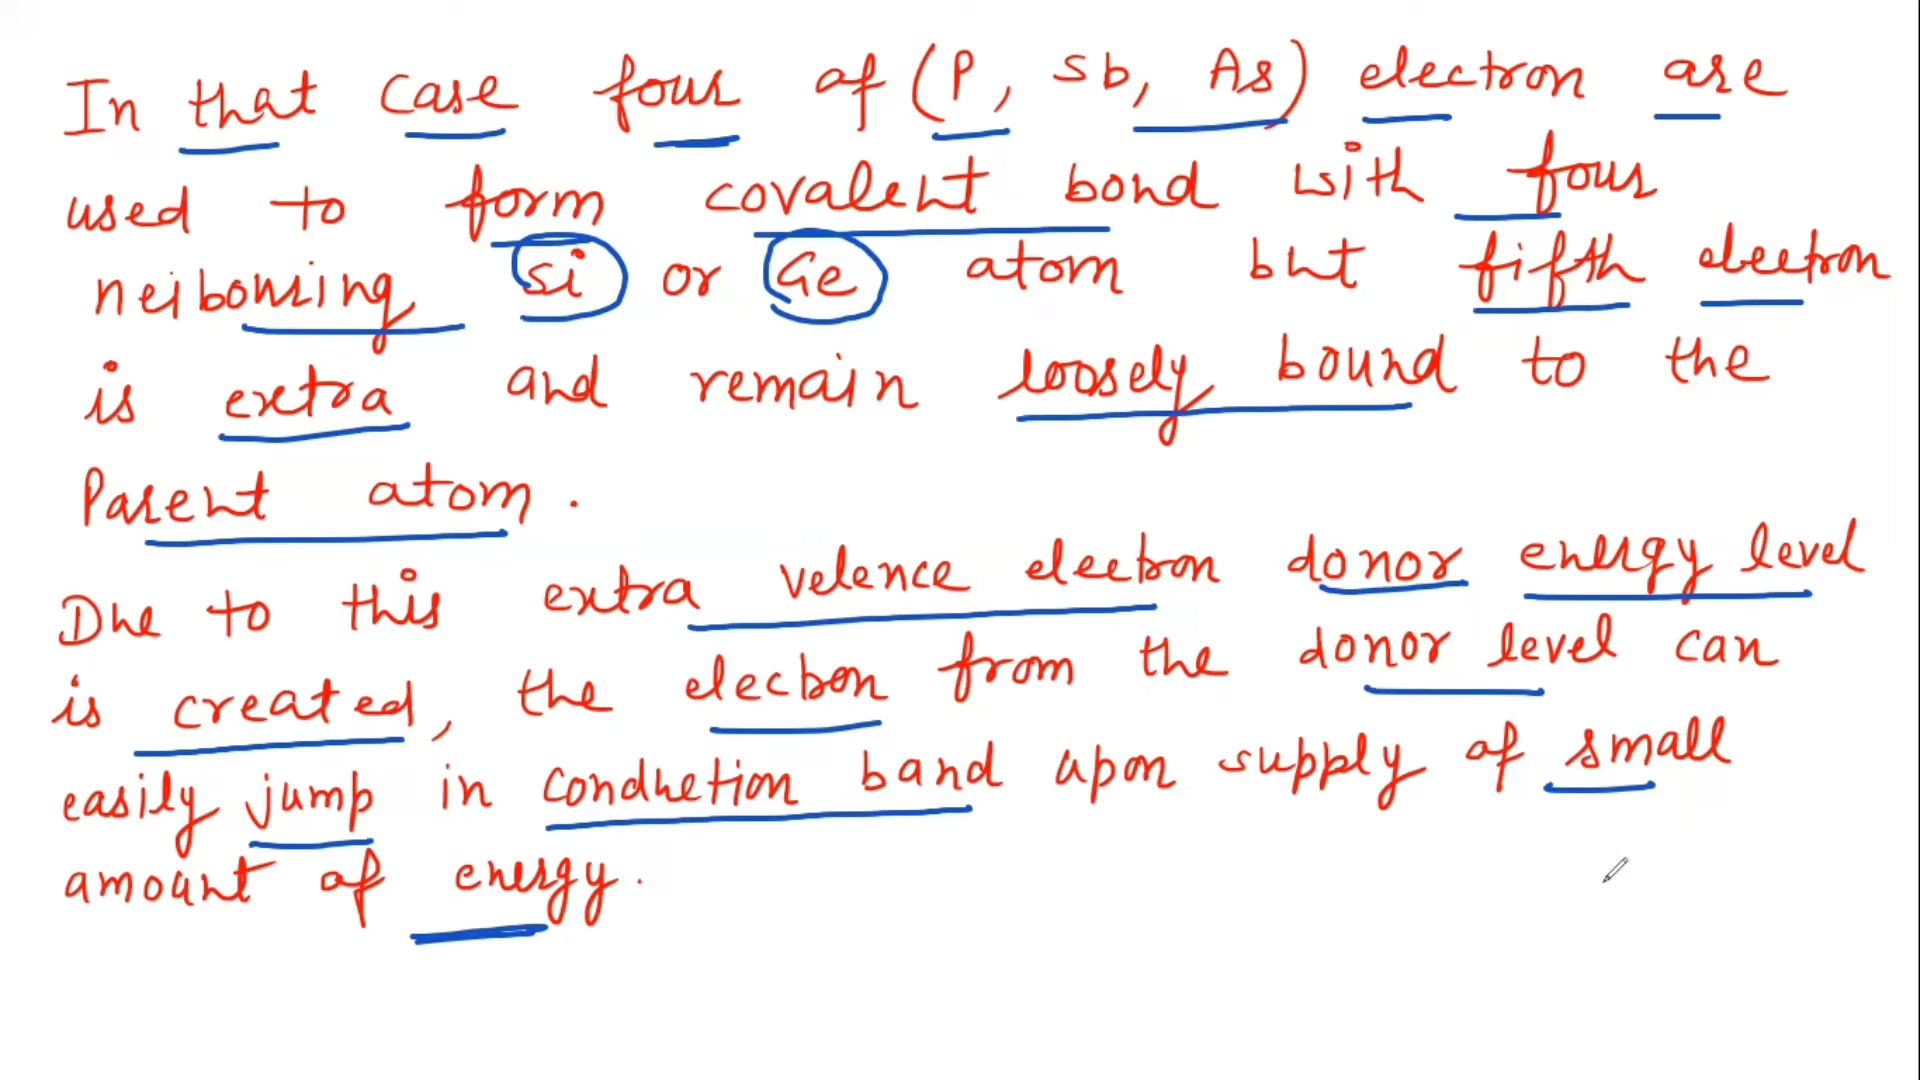 In that case four of (P, Sb, As) electron are
used to form covalent bond with four
neibouring Si or Ge atom but fifth electron
is extra and remain loosely bound to the
Parent atom.
Due to this extra velence electron donor energy level
is created, the electron from the donor level can
easily jump in conduction band upon supply of small
amount of energy.